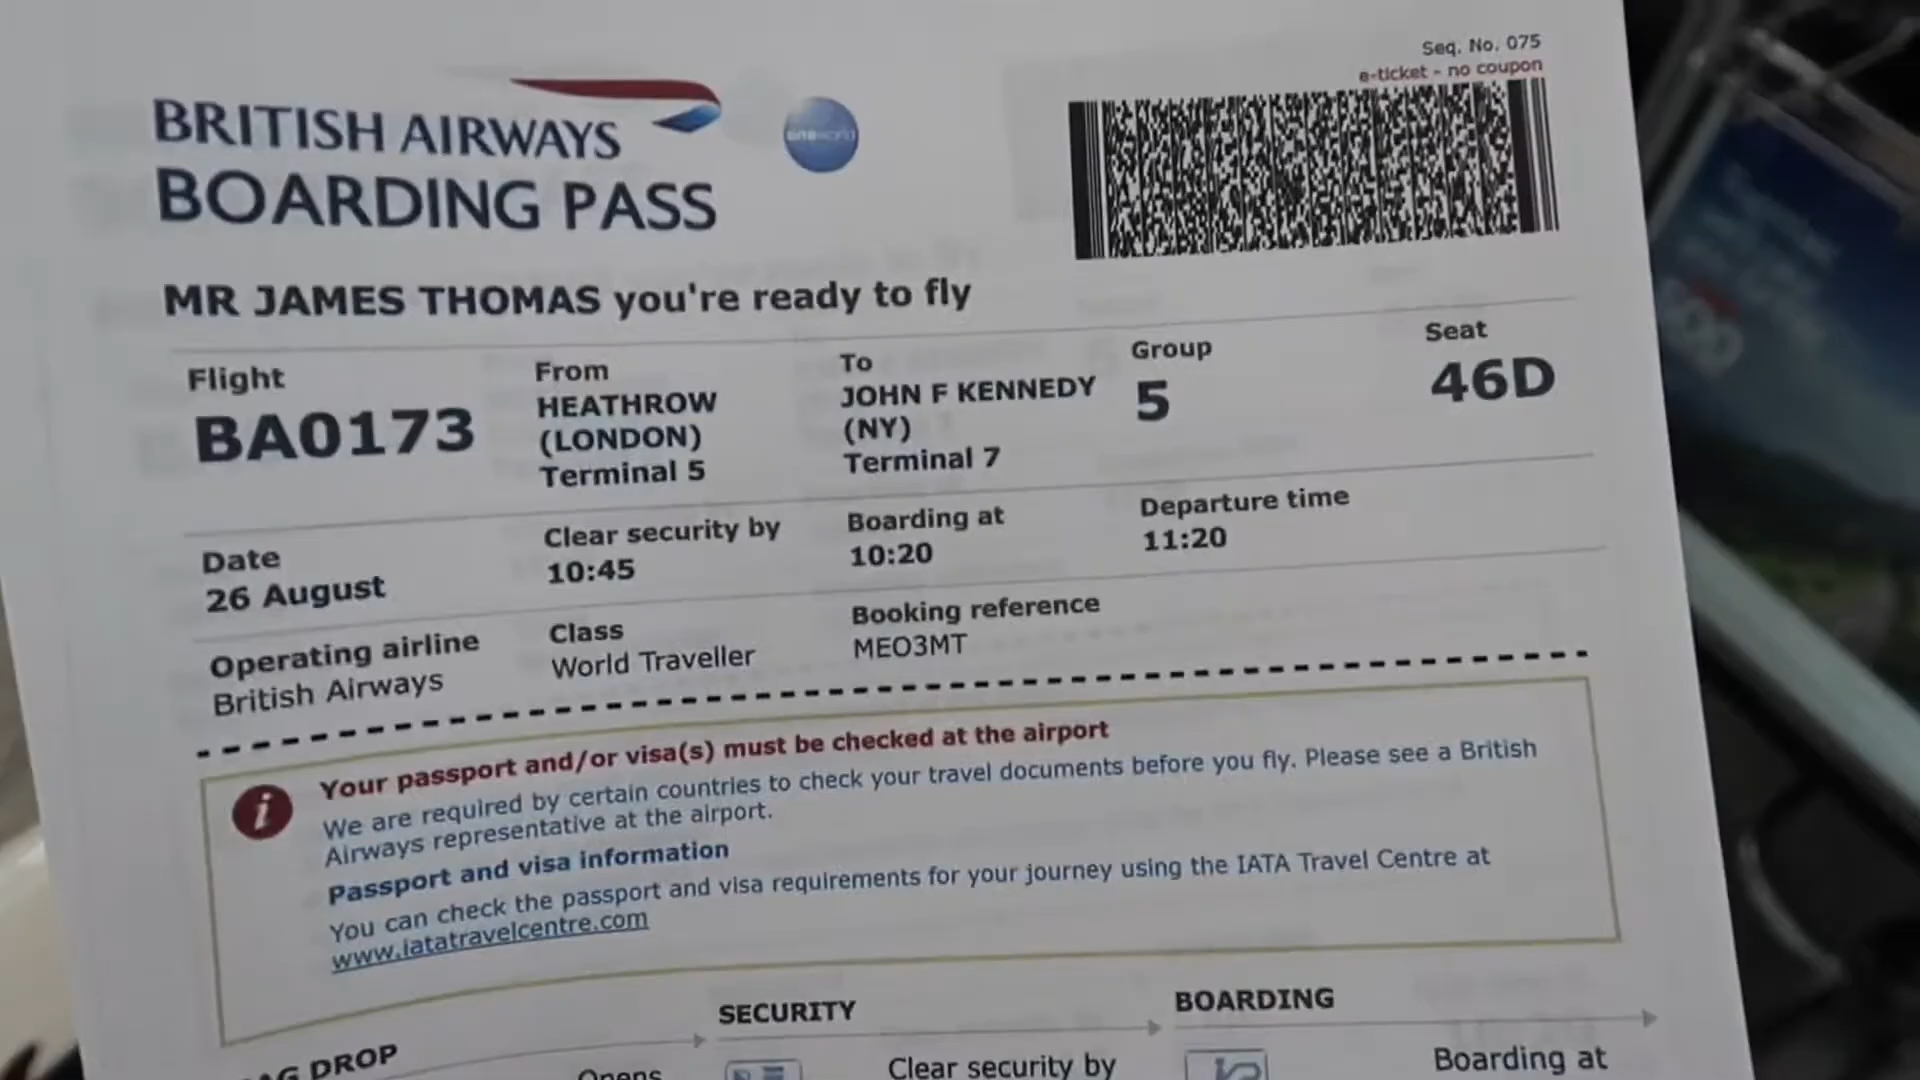 Seq. No. 075
e-ticket - no coupon
BRITISH AIRWAYS
oneworld
BOARDING PASS
MR JAMES THOMAS you're ready to fly
Flight
BA0173
From
HEATHROW
(LONDON)
Terminal 5
To
JOHN F KENNEDY
(NY)
Terminal 7
Group
5
Seat
46D
Date
26 August
Clear security by
10:45
Boarding at
10:20
Departure time
11:20
Operating airline
British Airways
Class
World Traveller
Booking reference
MEO3MT
i
Your passport and/or visa(s) must be checked at the airport
We are required by certain countries to check your travel documents before you fly. Please see a British
Airways representative at the airport.
Passport and visa information
You can check the passport and visa requirements for your journey using the IATA Travel Centre at
www.iatatravelcentre.com
AG DROP
Opens
SECURITY
Clear security by
BOARDING
Boarding at